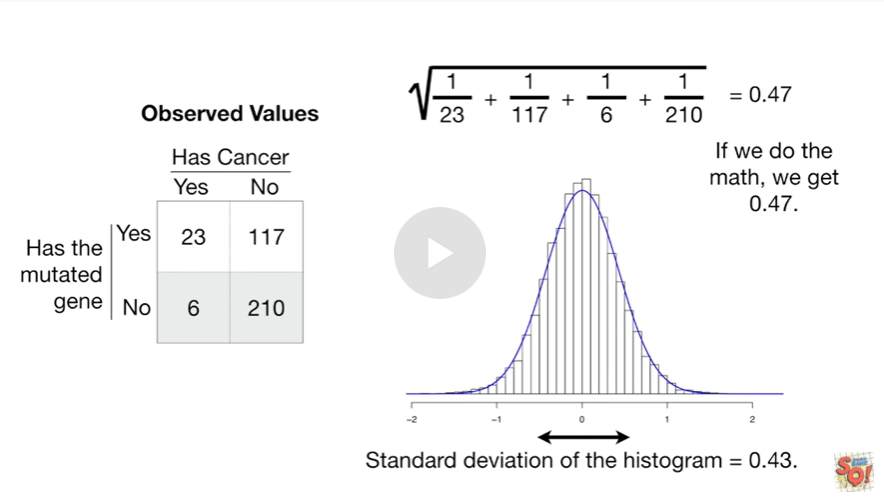 Observed Values
Has Cancer
Yes No
Has the mutated gene
Yes 23 117
No 6 210
√ 1/23 + 1/117 + 1/6 + 1/210 = 0.47
If we do the
math, we get
0.47.
−2 −1 0 1 2
Standard deviation of the histogram = 0.43.
SQ!